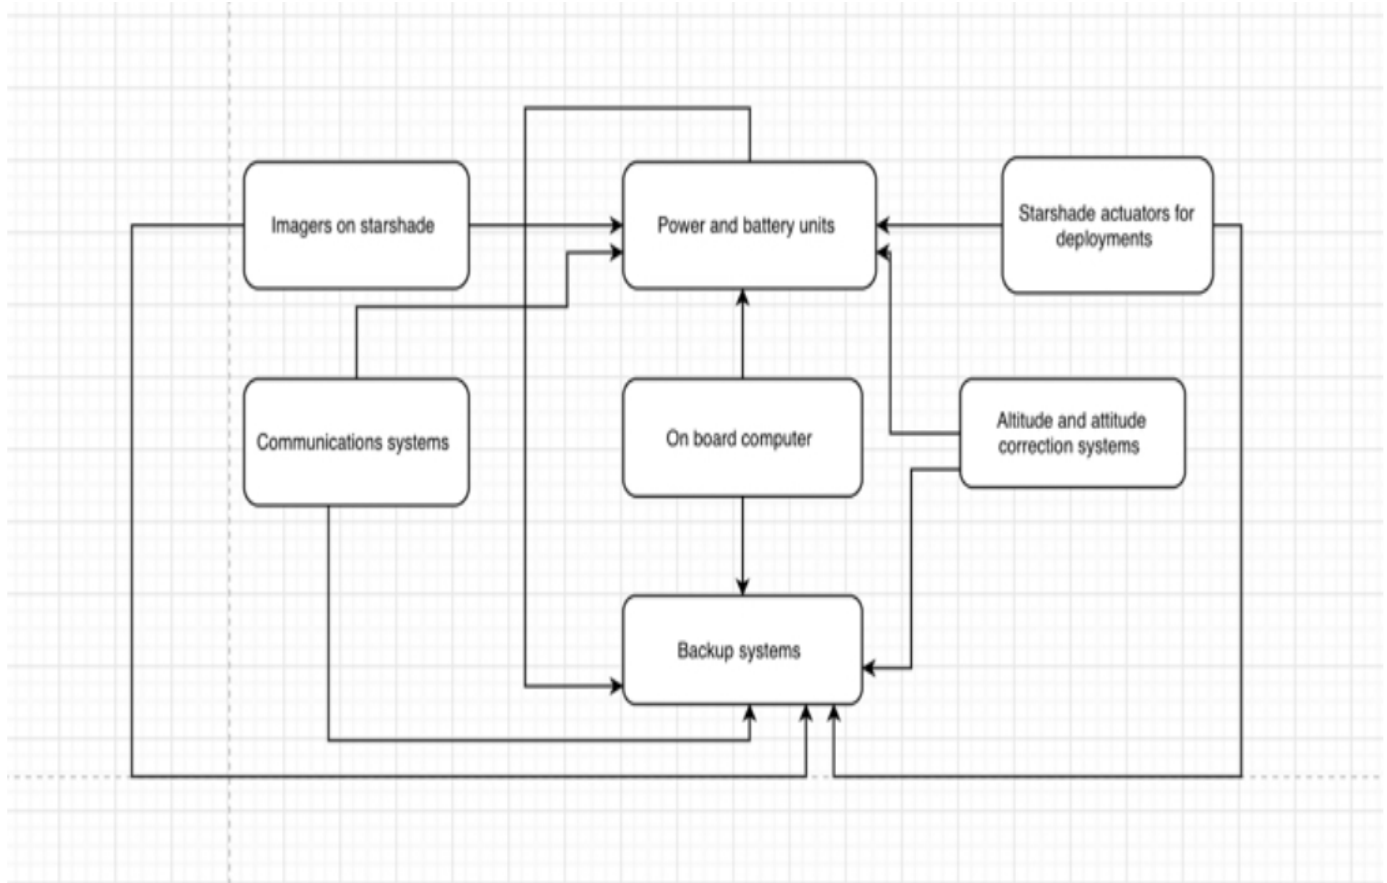 Imagers on starshade
Power and battery units
Starshade actuators for
deployments
Communications systems
On board computer
Altitude and attitude
correction systems
Backup systems